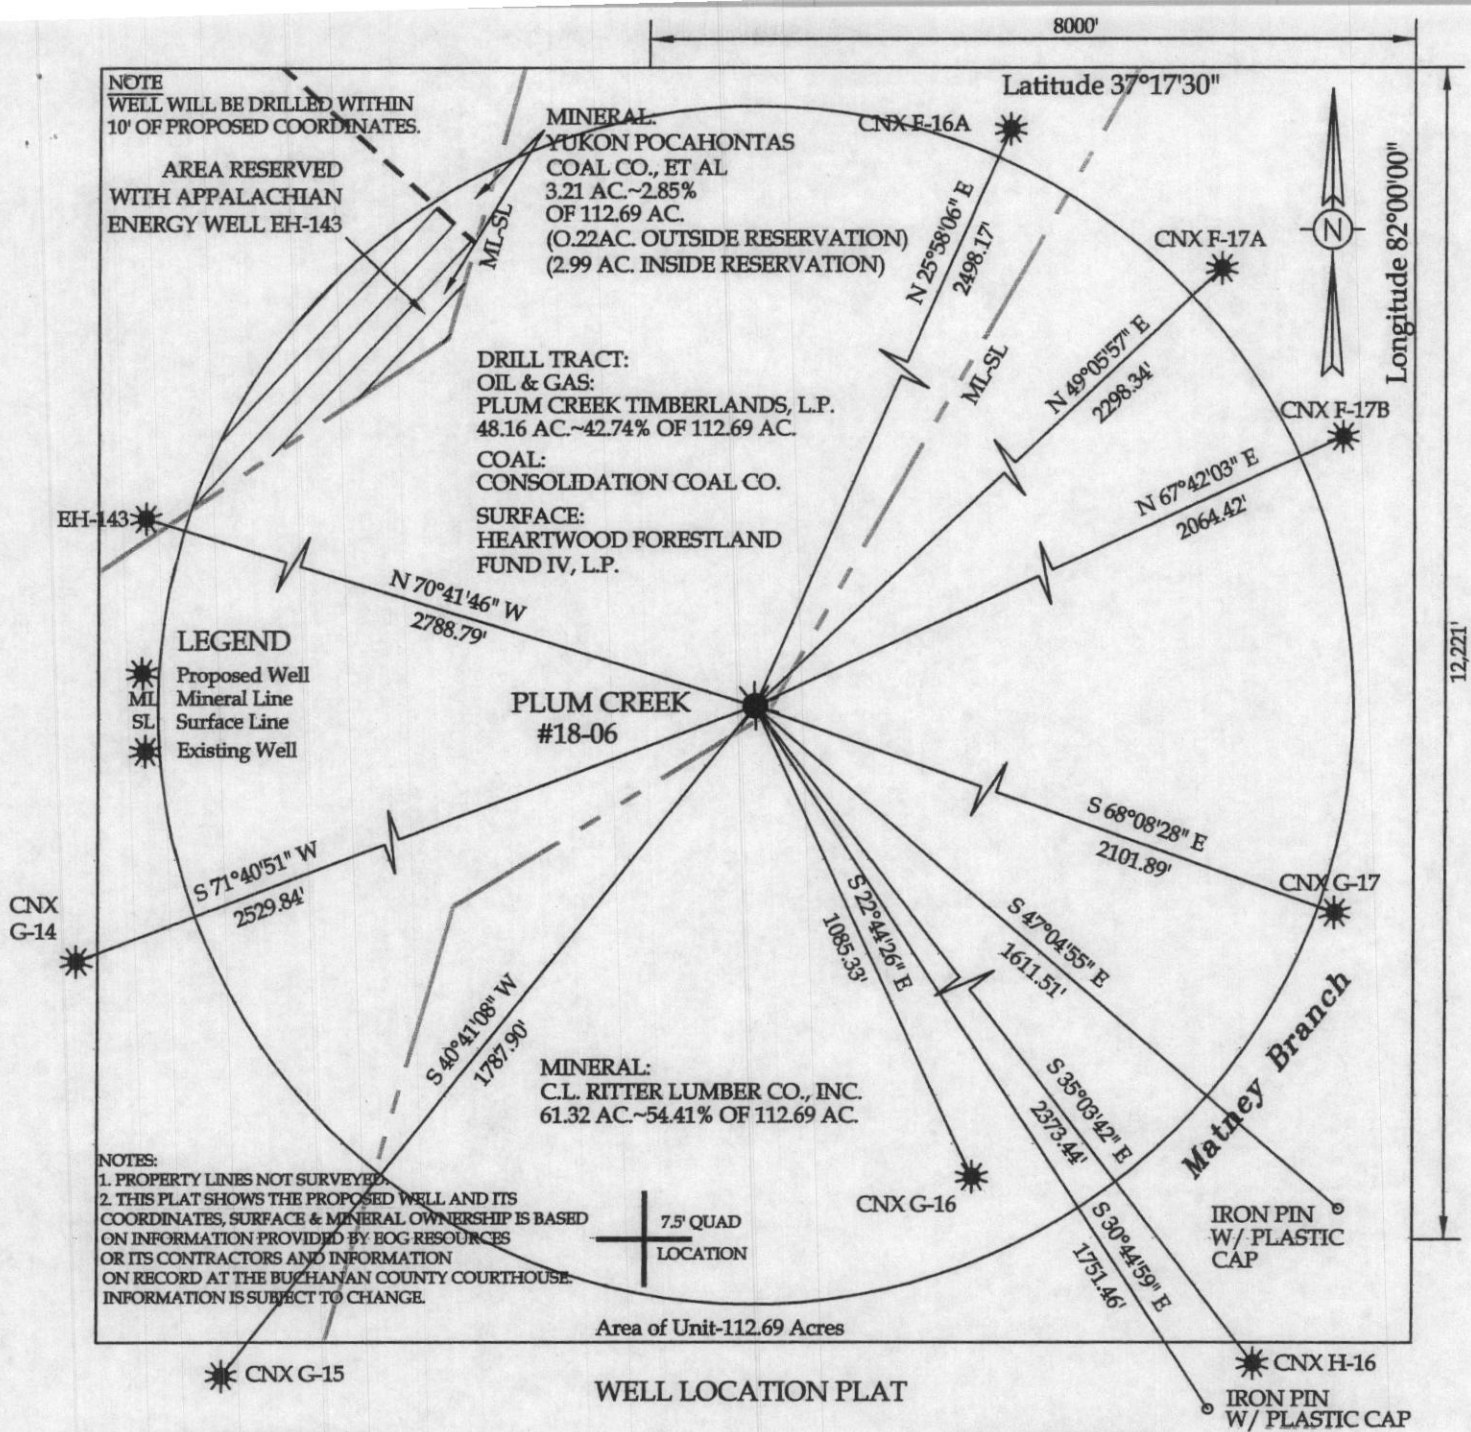 8000'
Latitude 37°17'30"
NOTE
WELL WILL BE DRILLED WITHIN
10' OF PROPOSED COORDINATES.
AREA RESERVED
WITH APPALACHIAN
ENERGY WELL EH-143
MINERAL:
YUKON POCAHONTAS
COAL CO., ET AL
3.21 AC.~2.85%
OF 112.69 AC.
(0.22AC. OUTSIDE RESERVATION)
(2.99 AC. INSIDE RESERVATION)
ML-SL
CNX F-16A
N 25°58'06" E
2498.17'
CNX F-17A
N 49°05'57" E
2298.34'
N
Longitude 82°00'00"
12,221'
ML-SL
CNX F-17B
N 67°42'03" E
2064.42'
DRILL TRACT:
OIL & GAS:
PLUM CREEK TIMBERLANDS, L.P.
48.16 AC.~42.74% OF 112.69 AC.
COAL:
CONSOLIDATION COAL CO.
SURFACE:
HEARTWOOD FORESTLAND
FUND IV, L.P.
EH-143
N 70°41'46" W
2788.79'
LEGEND
Proposed Well
ML Mineral Line
SL Surface Line
Existing Well
PLUM CREEK
#18-06
S 71°40'51" W
2529.84'
CNX
G-14
S 68°08'28" E
2101.89'
CNX G-17
S 47°04'55" E
1611.51'
S 22°44'26" E
1085.33'
S 40°41'08" W
1787.90'
Matney Branch
MINERAL:
C.L. RITTER LUMBER CO., INC.
61.32 AC.~54.41% OF 112.69 AC.
S 35°03'42" E
2373.44'
CNX G-16
S 30°44'59" E
1751.46'
IRON PIN
W/ PLASTIC
CAP
NOTES:
1. PROPERTY LINES NOT SURVEYED.
2. THIS PLAT SHOWS THE PROPOSED WELL AND ITS
COORDINATES, SURFACE & MINERAL OWNERSHIP IS BASED
ON INFORMATION PROVIDED BY EOG RESOURCES
OR ITS CONTRACTORS AND INFORMATION
ON RECORD AT THE BUCHANAN COUNTY COURTHOUSE.
INFORMATION IS SUBJECT TO CHANGE.
7.5' QUAD
LOCATION
Area of Unit-112.69 Acres
CNX G-15
WELL LOCATION PLAT
CNX H-16
IRON PIN
W/ PLASTIC CAP